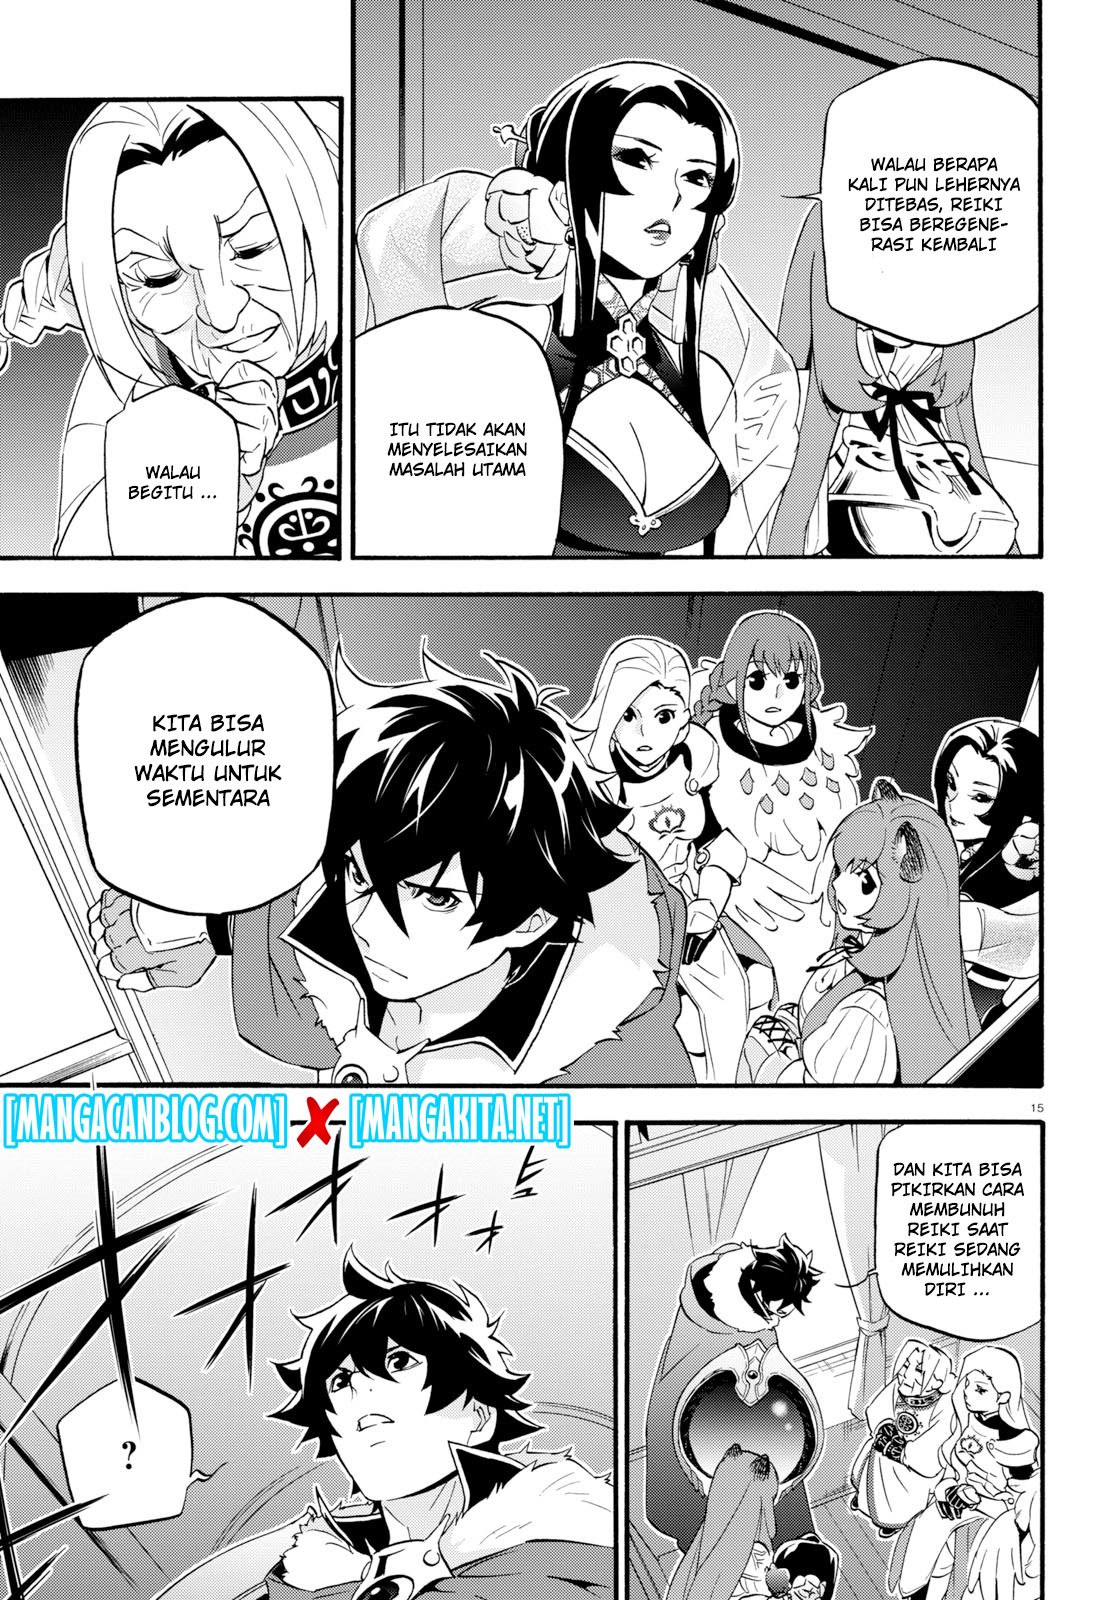 WALAU BERAPA
KALI PUN LEHERNYA
DITEBAS, REIKI
BISA BEREGENE-
RASI KEMBALI
ITU TIDAK AKAN
MENYELESAIKAN
MASALAH UTAMA
WALAU
BEGITU ...
KITA BISA
MENGULUR
WAKTU UNTUK
SEMENTARA
15
[MANGACANBLOG.COM] X [MANGAKITA.NET]
DAN KITA BISA
PIKIRKAN CARA
MEMBUNUH
REIKI SAAT
REIKI SEDANG
MEMULIHKAN
DIRI ...
?